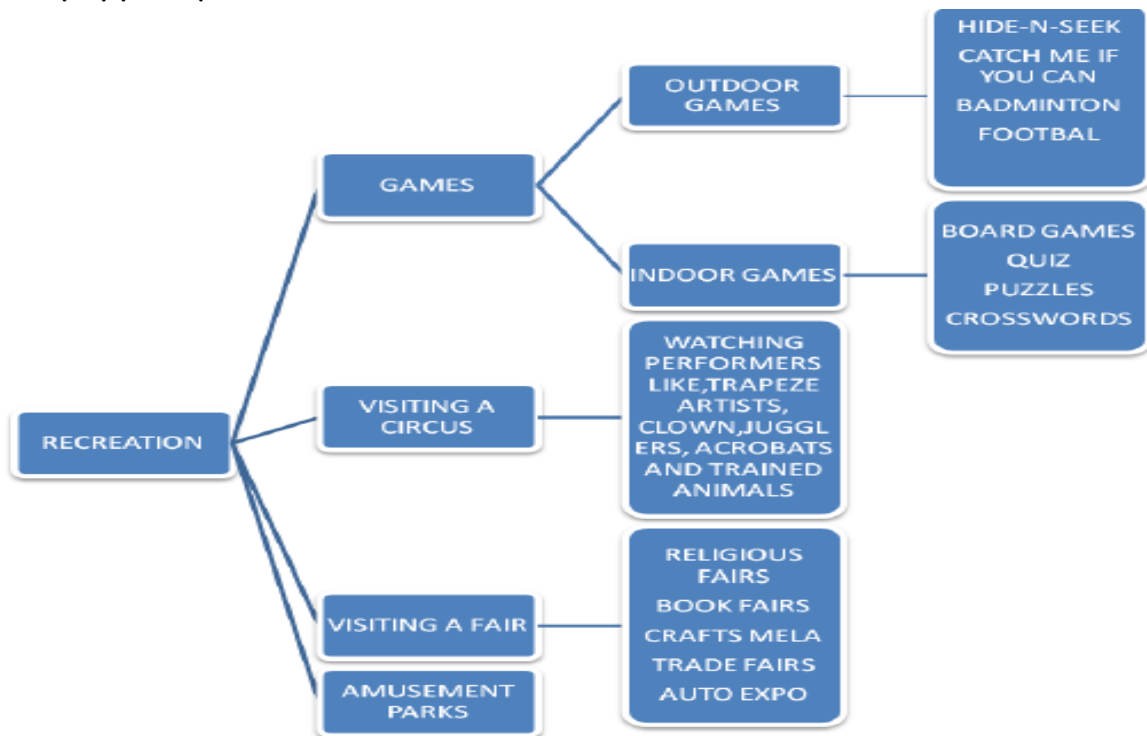 HIDE-N-SEEK
CATCH ME IF
YOU CAN
BADMINTON
FOOTBAL
OUTDOOR
GAMES
GAMES
BOARD GAMES
QUIZ
PUZZLES
CROSSWORDS
INDOOR GAMES
WATCHING
PERFORMERS
LIKE,TRAPEZE
ARTISTS,
CLOWN,JUGGL
ERS, ACROBATS
AND TRAINED
ANIMALS
VISITING A
CIRCUS
RECREATION
RELIGIOUS
FAIRS
BOOK FAIRS
CRAFTS MELA
TRADE FAIRS
AUTO EXPO
VISITING A FAIR
AMUSEMENT
PARKS